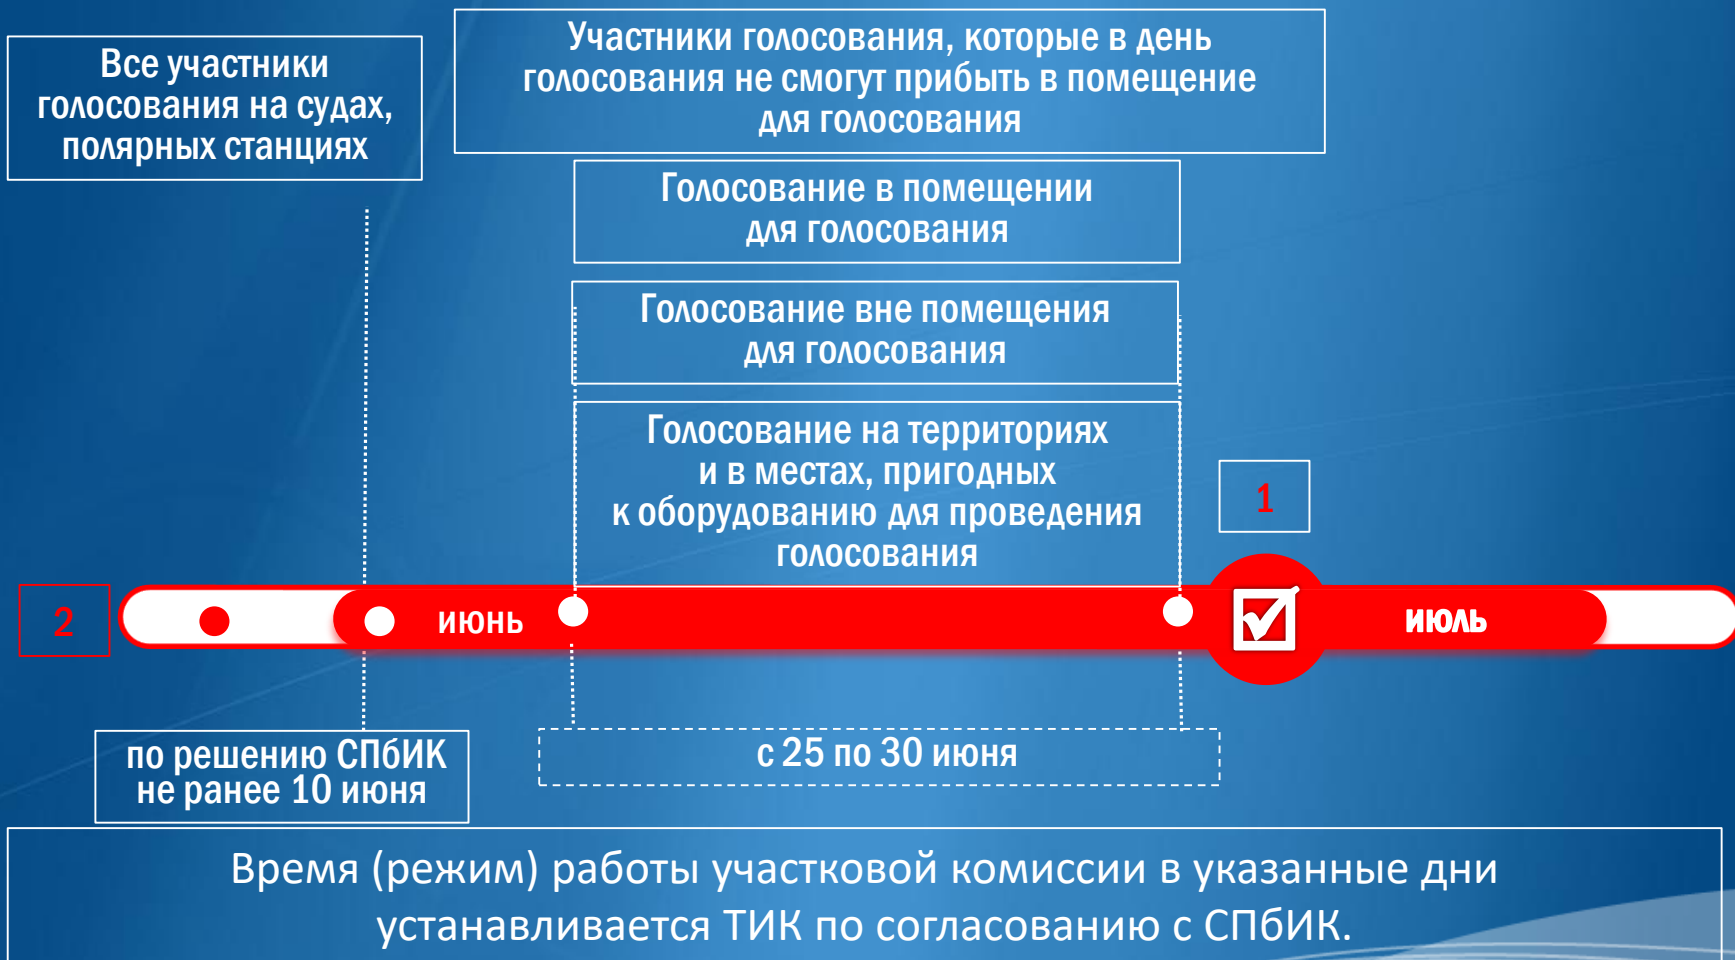 Все участники
голосования на судах,
полярных станциях
Участники голосования, которые в день
голосования не смогут прибыть в помещение
для голосования
Голосование в помещении
для голосования
Голосование вне помещения
для голосования
Голосование на территориях
и в местах, пригодных
к оборудованию для проведения
голосования
1
2
июнь
июль
по решению СПбИК
не ранее 10 июня
с 25 по 30 июня
Время (режим) работы участковой комиссии в указанные дни
устанавливается ТИК по согласованию с СПбИК.